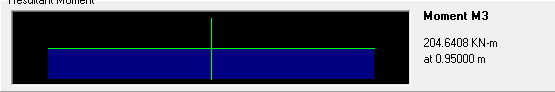 Resultant Moment
Moment M3
204.6408 KN-m
at 0.95000 m